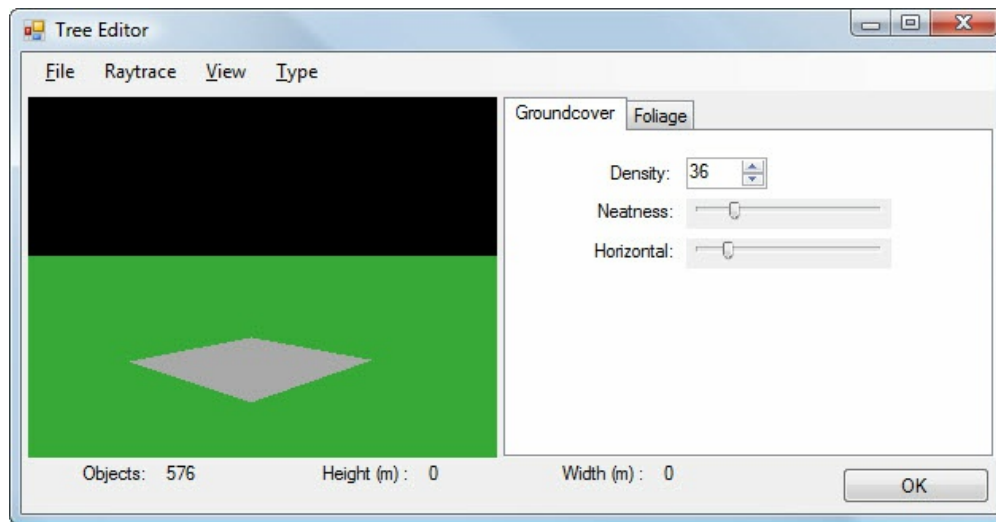 Tree Editor
File Raytrace View Type
Groundcover Foliage
Density: 36
Neatness:
Horizontal:
Objects: 576 Height (m) : 0 Width (m) : 0
OK